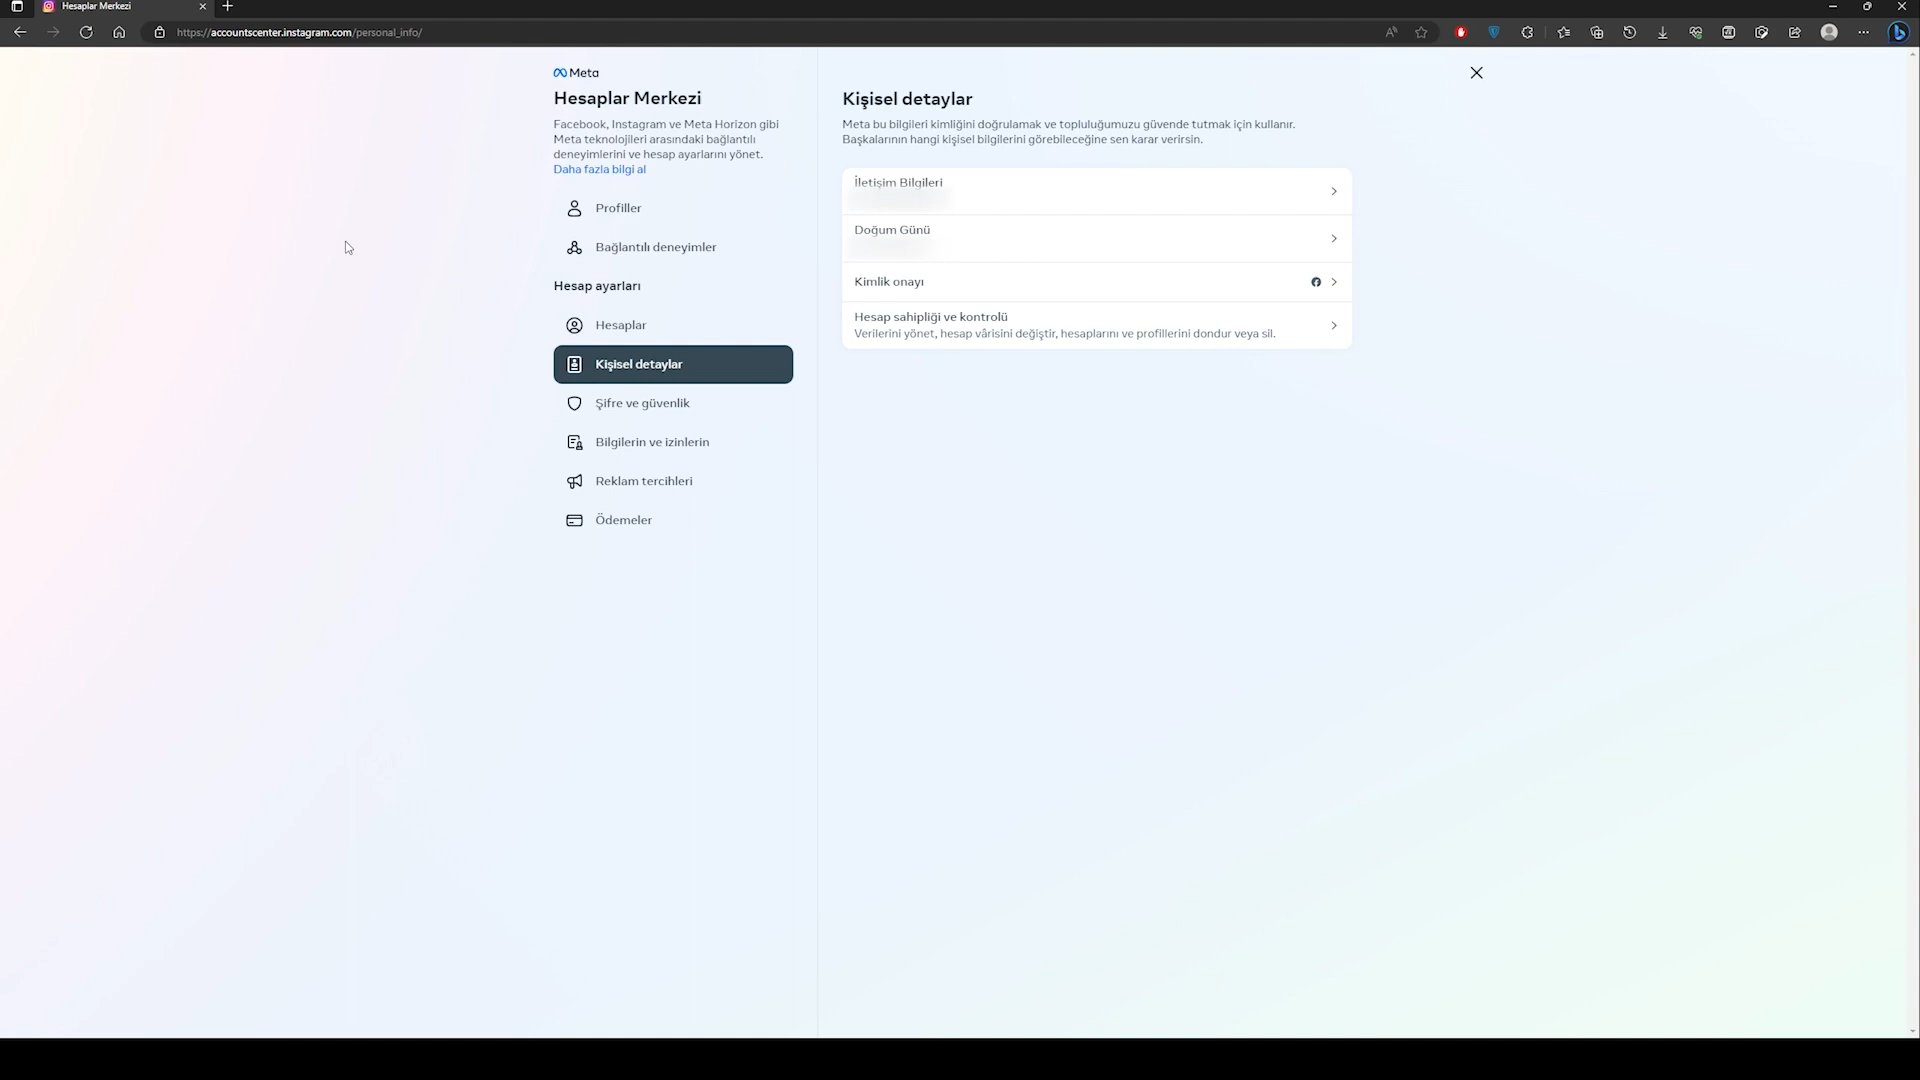 Hesaplar Merkezi
https://accountscenter.instagram.com/personal_info/
Meta
Hesaplar Merkezi
Facebook, Instagram ve Meta Horizon gibi
Meta teknolojileri arasındaki bağlantılı
deneyimlerini ve hesap ayarlarını yönet.
Daha fazla bilgi al
Profiller
Bağlantılı deneyimler
Hesap ayarları
Hesaplar
Kişisel detaylar
Şifre ve güvenlik
Bilgilerin ve izinlerin
Reklam tercihleri
Ödemeler
Kişisel detaylar
Meta bu bilgileri kimliğini doğrulamak ve topluluğumuzu güvende tutmak için kullanır.
Başkalarının hangi kişisel bilgilerini görebileceğine sen karar verirsin.
İletişim Bilgileri
Doğum Günü
Kimlik onayı
Hesap sahipliği ve kontrolü
Verilerini yönet, hesap vârisini değiştir, hesaplarını ve profillerini dondur veya sil.